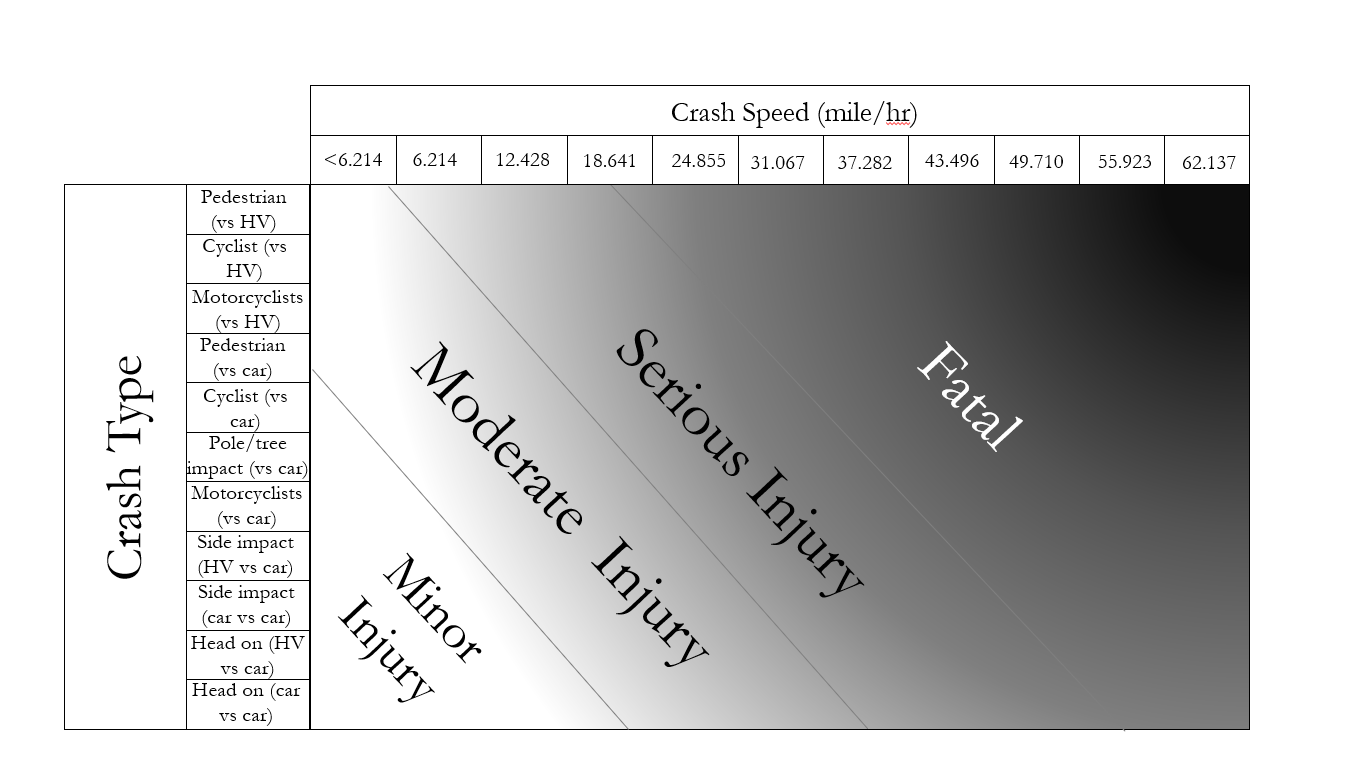 Crash Speed (mile/hr)
<6.214 6.214 12.428 18.641 24.855 31.067 37.282 43.496 49.710 55.923 62.137
Crash Type
Pedestrian
(vs HV)
Cyclist (vs
HV)
Motorcyclists
(vs HV)
Pedestrian
(vs car)
Cyclist (vs
car)
Pole/tree
impact (vs car)
Motorcyclists
(vs car)
Side impact
(HV vs car)
Side impact
(car vs car)
Head on (HV
vs car)
Head on (car
vs car)
Minor
Injury
Moderate Injury
Serious Injury
Fatal